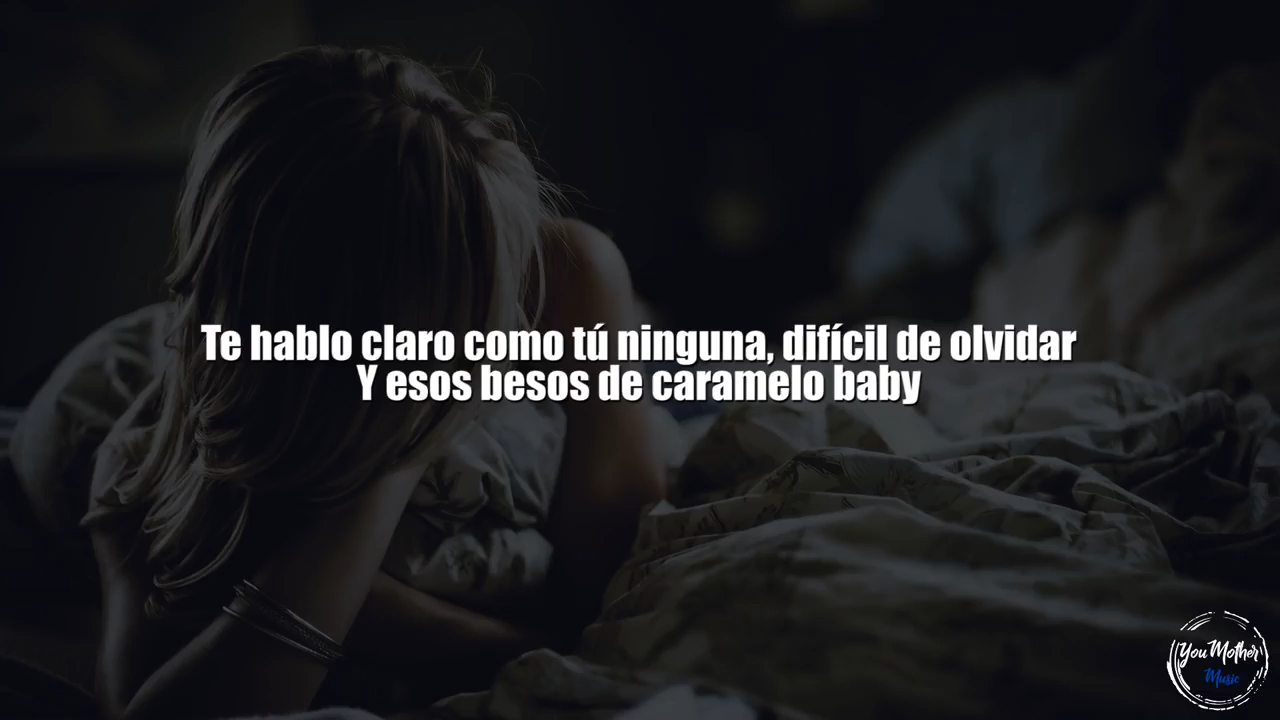 Te hablo claro como tú ninguna, difícil de olvidar
Y esos besos de caramelo baby
You Mother
Music